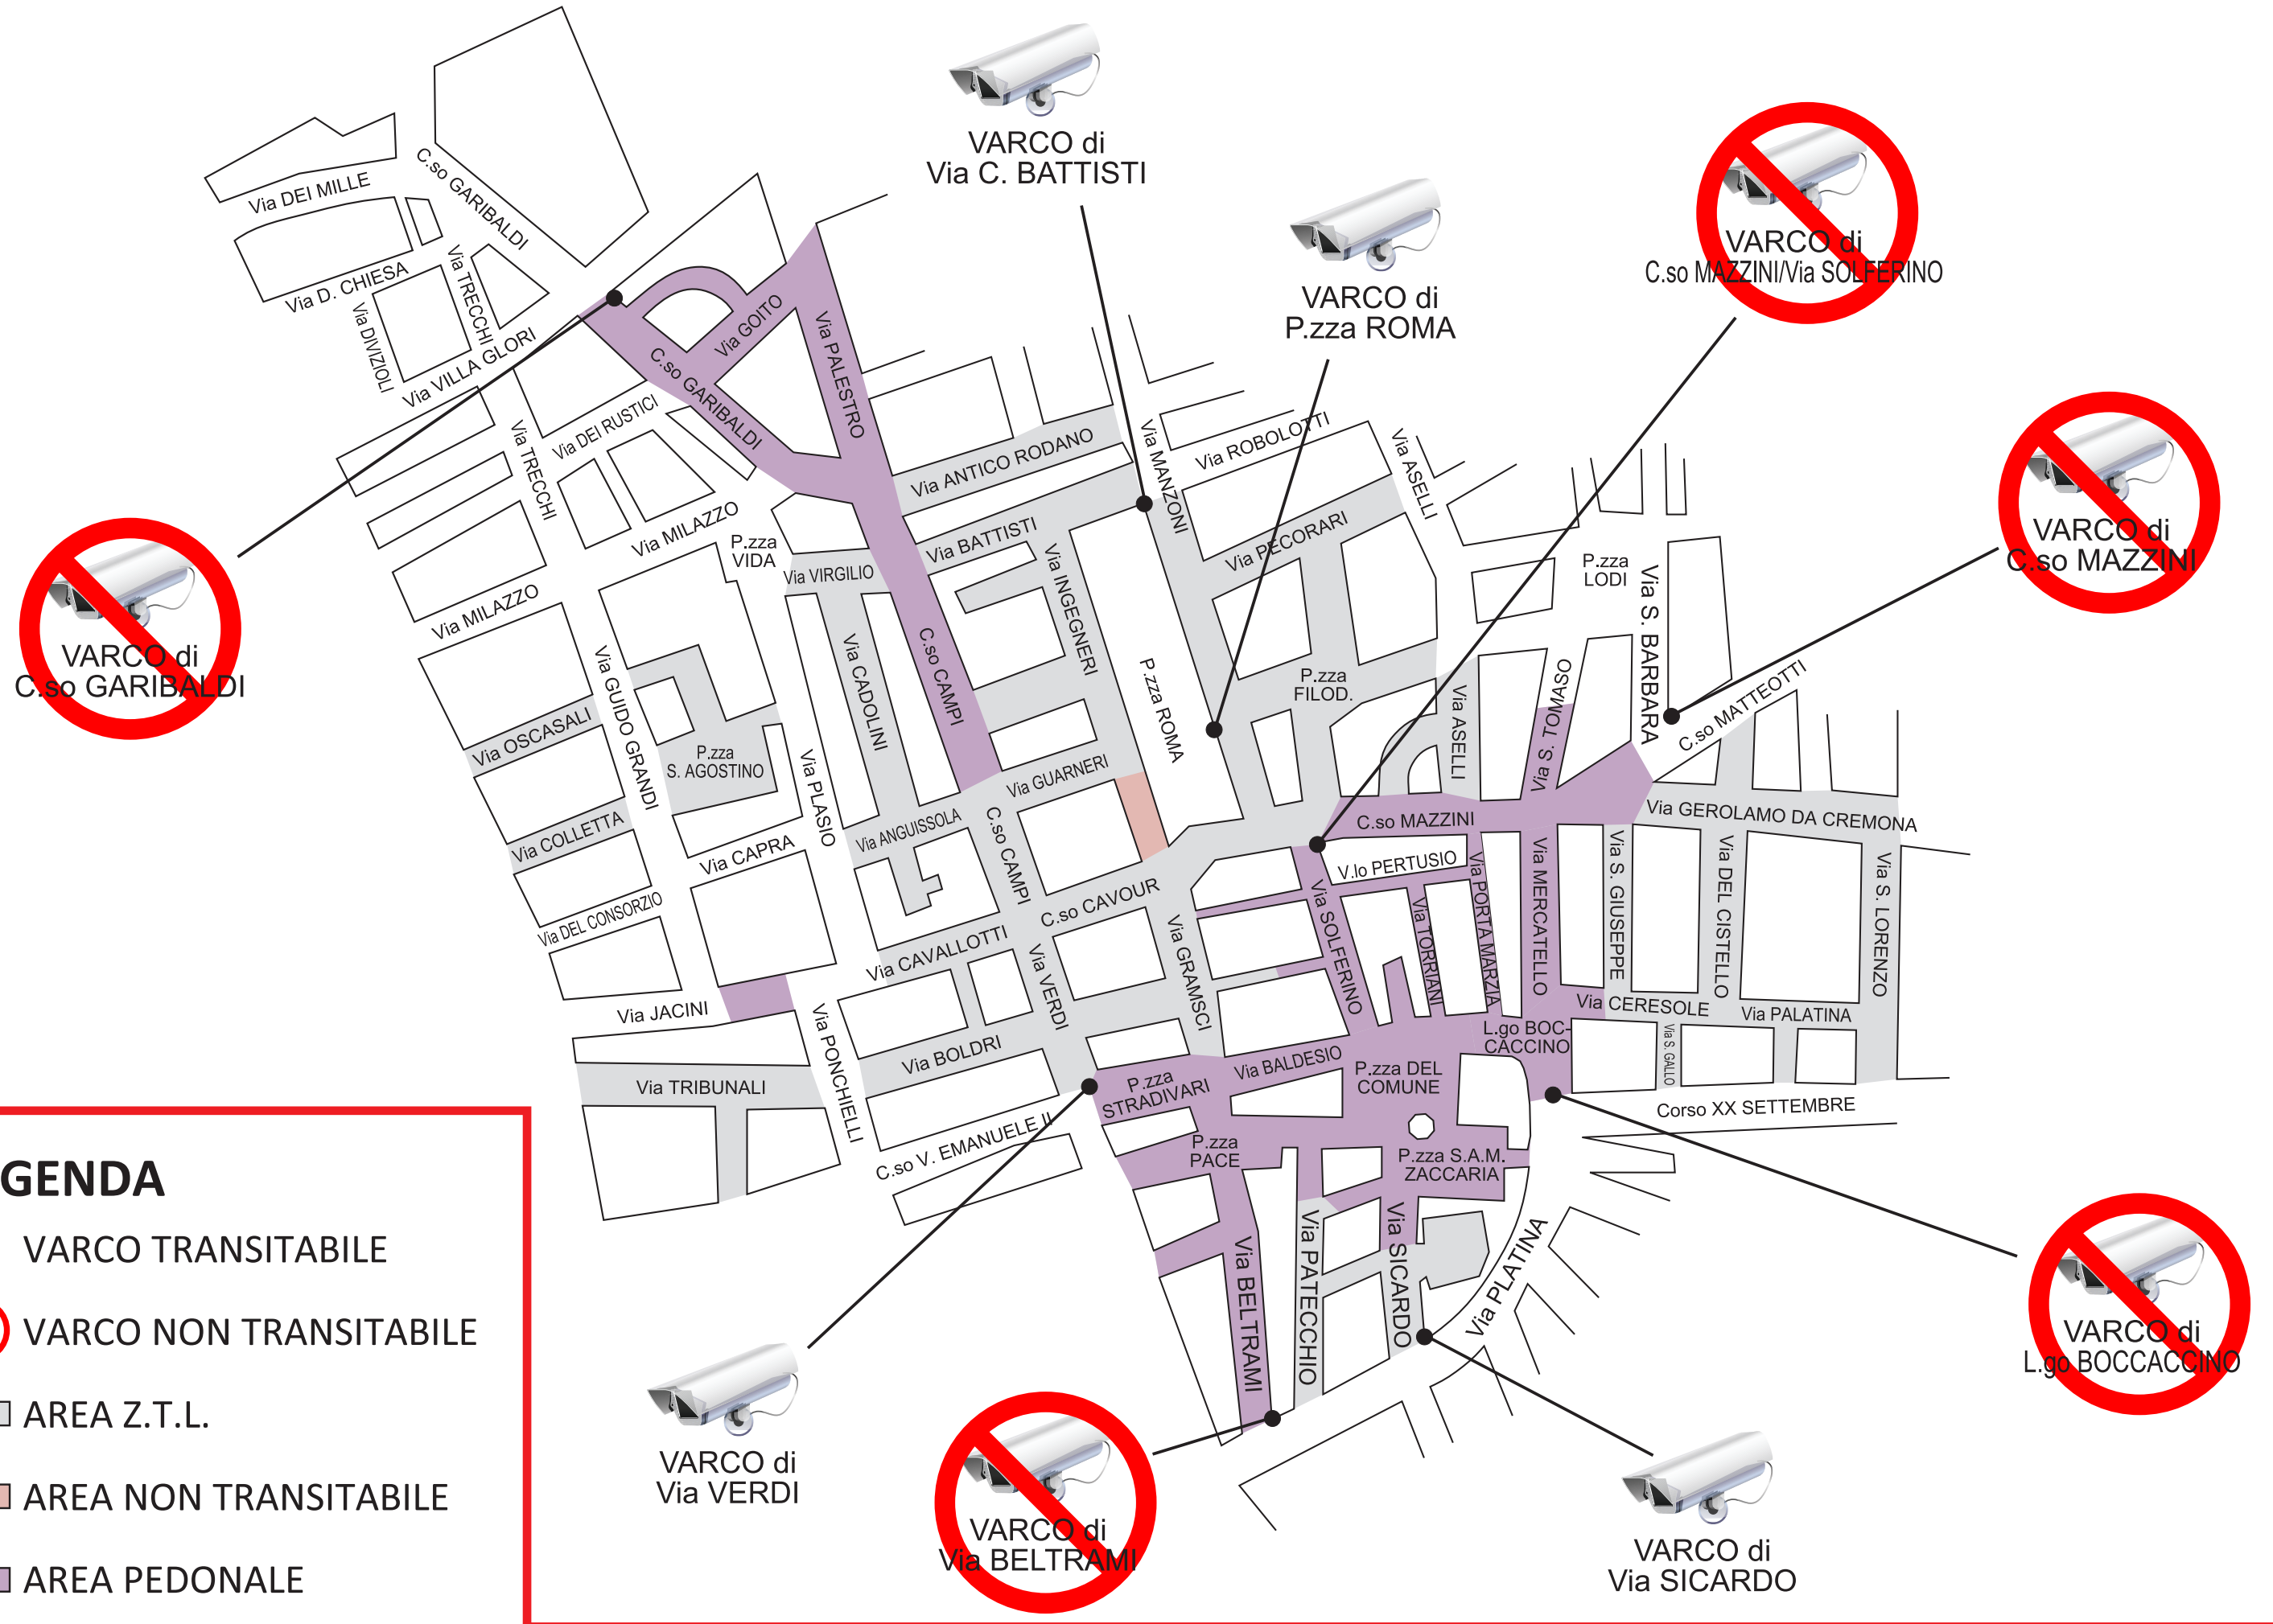 VARCO di
Via C. BATTISTI
VARCO di
P.zza ROMA
VARCO di
C.so MAZZINI/Via SOLFERINO
VARCO di
C.so MAZZINI
VARCO di
C.so GARIBALDI
VARCO di
L.go BOCCACCINO
VARCO di
Via SICARDO
VARCO di
Via BELTRAMI
VARCO di
Via VERDI
Via DEI MILLE
C.so GARIBALDI
Via D. CHIESA
Via TRECCHI
Via DIVIZIOLI
Via VILLA GLORI
Via GOITO
C.so GARIBALDI
Via PALESTRO
Via DEI RUSTICI
Via TRECCHI
Via MILAZZO
Via MILAZZO
P.zza
VIDA
Via VIRGILIO
Via ANTICO RODANO
Via BATTISTI
Via MANZONI
Via ROBOLOTTI
Via ASELLI
Via PECORARI
Via INGEGNERI
P.zza
LODI
Via S. BARBARA
Via GUIDO GRANDI
Via CADOLINI
C.so CAMPI
P.zza ROMA
P.zza
FILOD.
Via ASELLI
Via S. TOMASO
C.so MATTEOTTI
Via OSCASALI
P.zza
S. AGOSTINO
Via PLASIO
Via GUARNERI
Via COLLETTA
Via CAPRA
Via ANGUISSOLA
C.so CAMPI
C.so MAZZINI
Via GEROLAMO DA CREMONA
V.lo PERTUSIO
Via DEL CONSORZIO
C.so CAVOUR
Via CAVALLOTTI
Via VERDI
Via GRAMSCI
Via SOLFERINO
Via TORRIANI
Via PORTA MARZIA
Via MERCATELLO
Via S. GIUSEPPE
Via DEL CISTELLO
Via S. LORENZO
Via JACINI
Via PONCHIELLI
Via BOLDRI
Via CERESOLE
Via PALATINA
L.go BOC-
CACCINO
Via S. GALLO
Via TRIBUNALI
P.zza
STRADIVARI
Via BALDESIO
P.zza DEL
COMUNE
Corso XX SETTEMBRE
C.so V. EMANUELE II
P.zza
PACE
P.zza S.A.M.
ZACCARIA
Via BELTRAMI
Via PATECCHIO
Via SICARDO
Via PLATINA
GENDA
VARCO TRANSITABILE
VARCO NON TRANSITABILE
AREA Z.T.L.
AREA NON TRANSITABILE
AREA PEDONALE